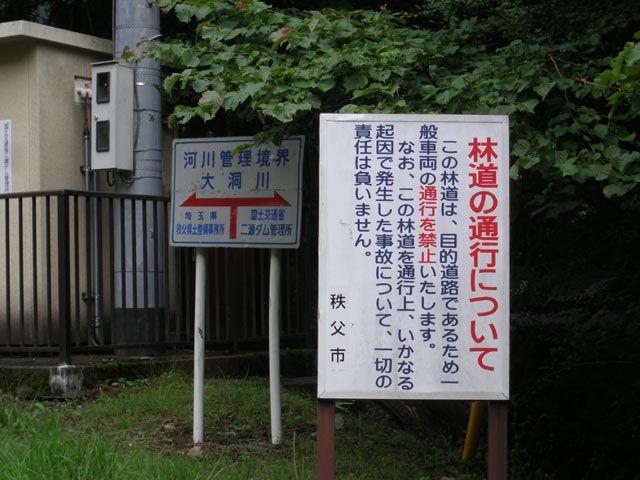 林道の通行について
この林道は、目的道路であるため一
般車両の通行を禁止いたします。
なお、この林道を通行上、いかなる
起因で発生した事故について、一切の
責任は負いません。
秩父市
河川管理境界
大洞川
埼玉県
秩父県土整備事務所
国土交通省
二瀬ダム管理所